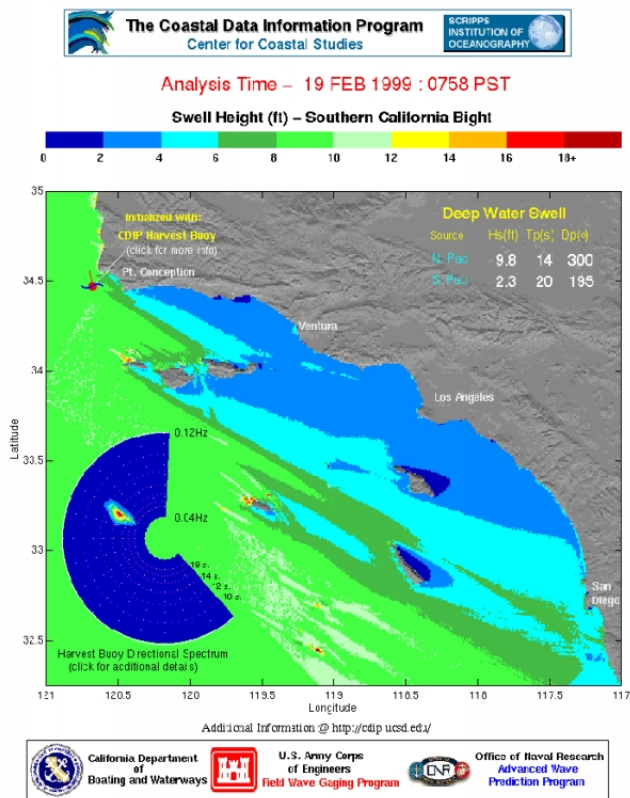 The Coastal Data Information Program
Center for Coastal Studies
SCRIPPS
INSTITUTION OF
OCEANOGRAPHY
Analysis Time – 19 FEB 1999 : 0758 PST
Swell Height (ft) – Southern California Bight
0 2 4 6 8 10 12 14 16 18+
35
34.5
34
33.5
33
32.5
Latitude
Initialized with:
CDIP Harvest Buoy
(click for more info)
Pt. Conception
Deep Water Swell
Source Hs(ft) Tp(s) Dp(
N. Pac 9.8 14 300
S. Pac 2.3 20 195
Ventura
Los Angeles
San
Diego
0.12Hz
0.04Hz
18 s.
14 s.
10 s.
Harvest Buoy Directional Spectrum
(click for additional details)
121 120.5 120 119.5 119 118.5 118 117.5 117
Longitude
Additional Information @ http://cdip.ucsd.edu/
California Department
of
Boating and Waterways
U.S. Army Corps
of Engineers
Field Wave Gaging Program
ONR
Office of Naval Research
Advanced Wave
Prediction Program